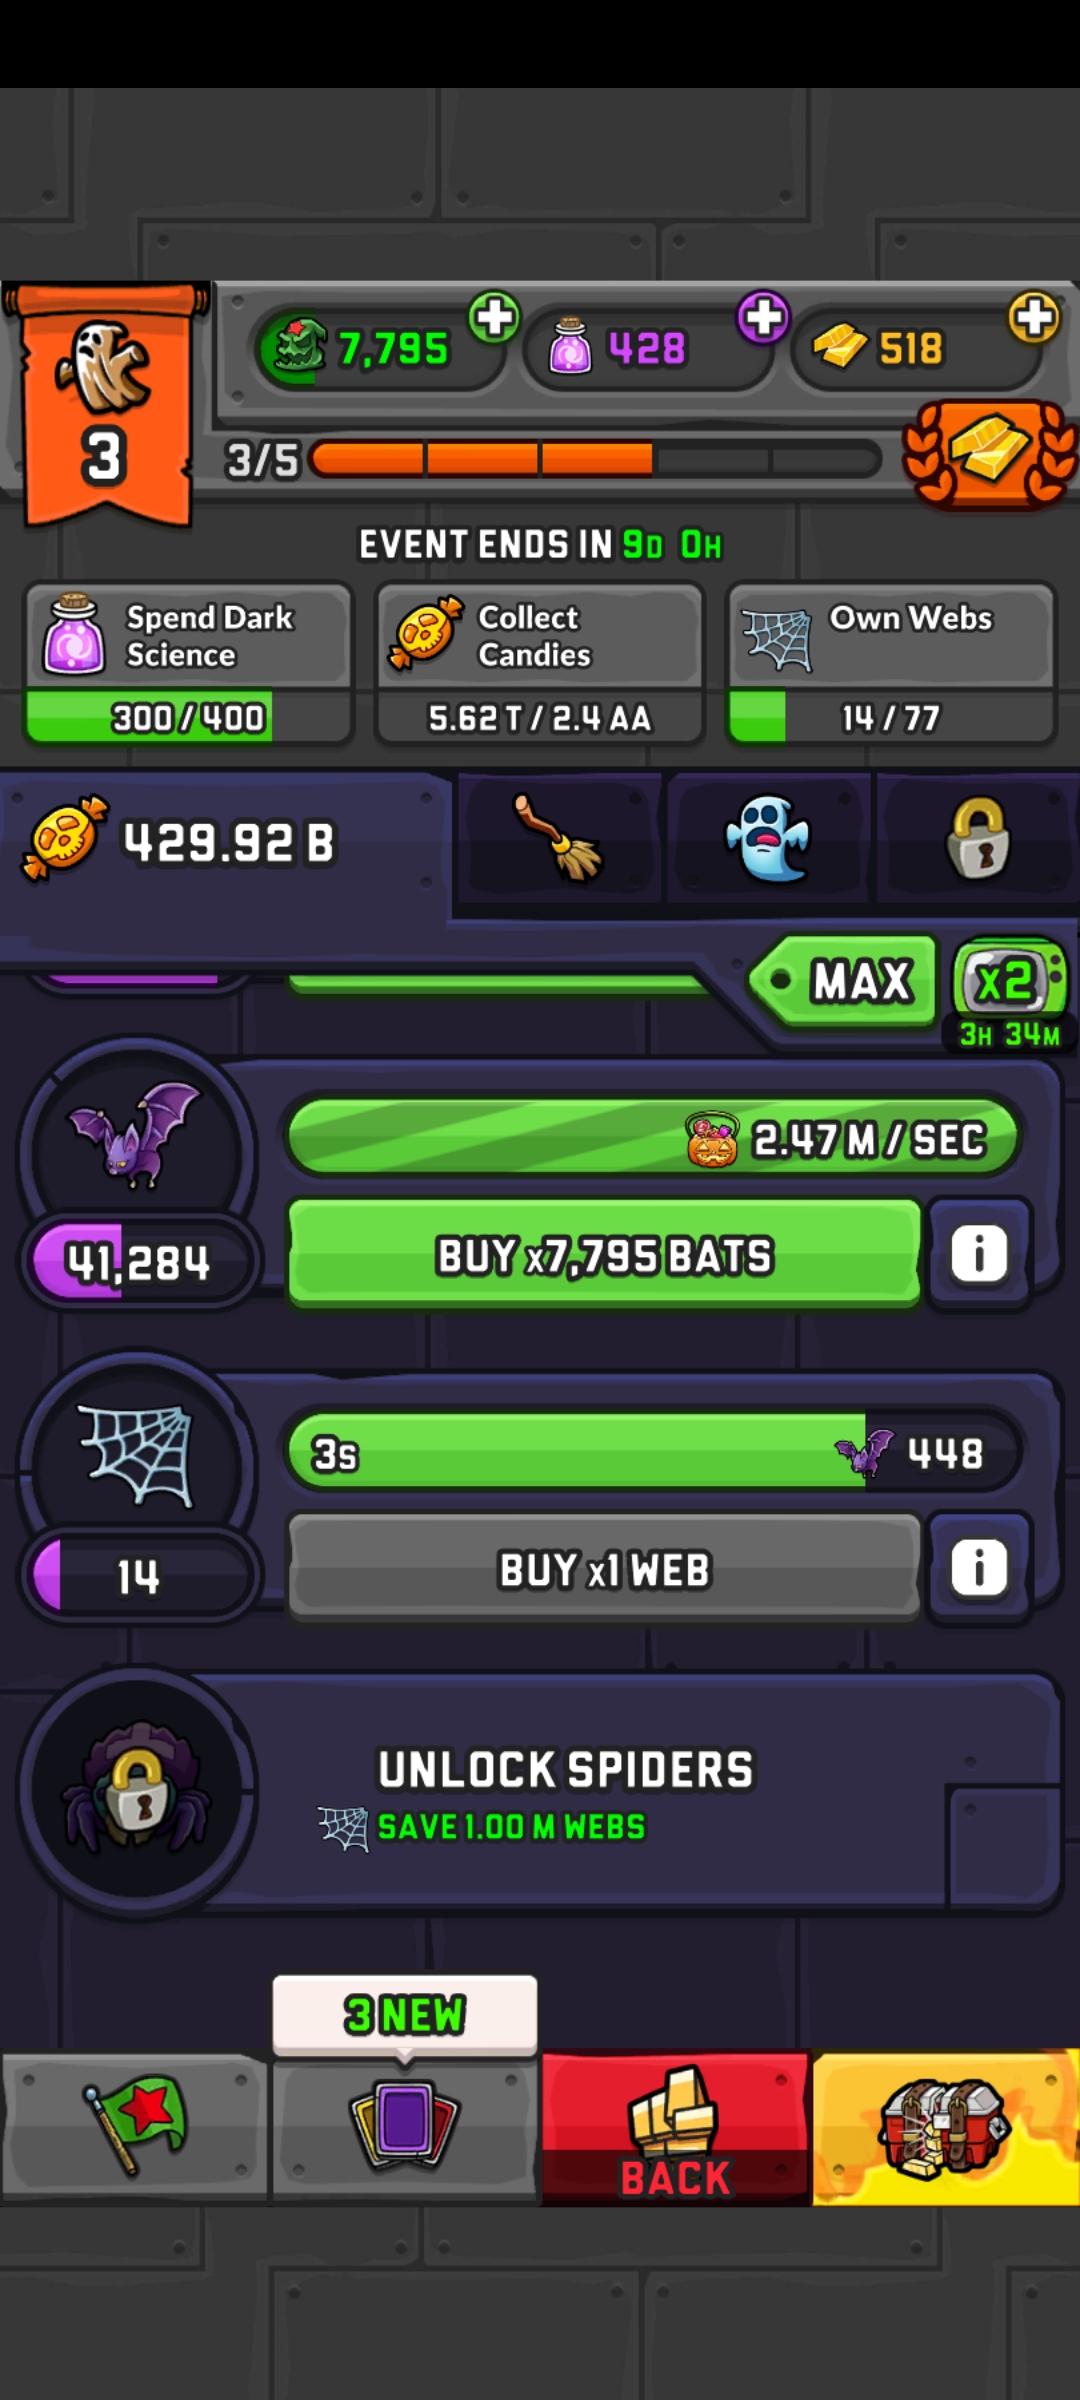 7,795
428
518
3
3/5
EVENT ENDS IN 9D 0H
Spend Dark
Science
300/400
Collect
Candies
5.62 T / 2.4 AA
Own Webs
14 / 77
429.92 B
MAX
x2
3H 34M
2.47 M / SEC
41,284
BUY x7,795 BATS
i
3s
448
14
BUY x1 WEB
i
UNLOCK SPIDERS
SAVE 1.00 M WEBS
3 NEW
BACK